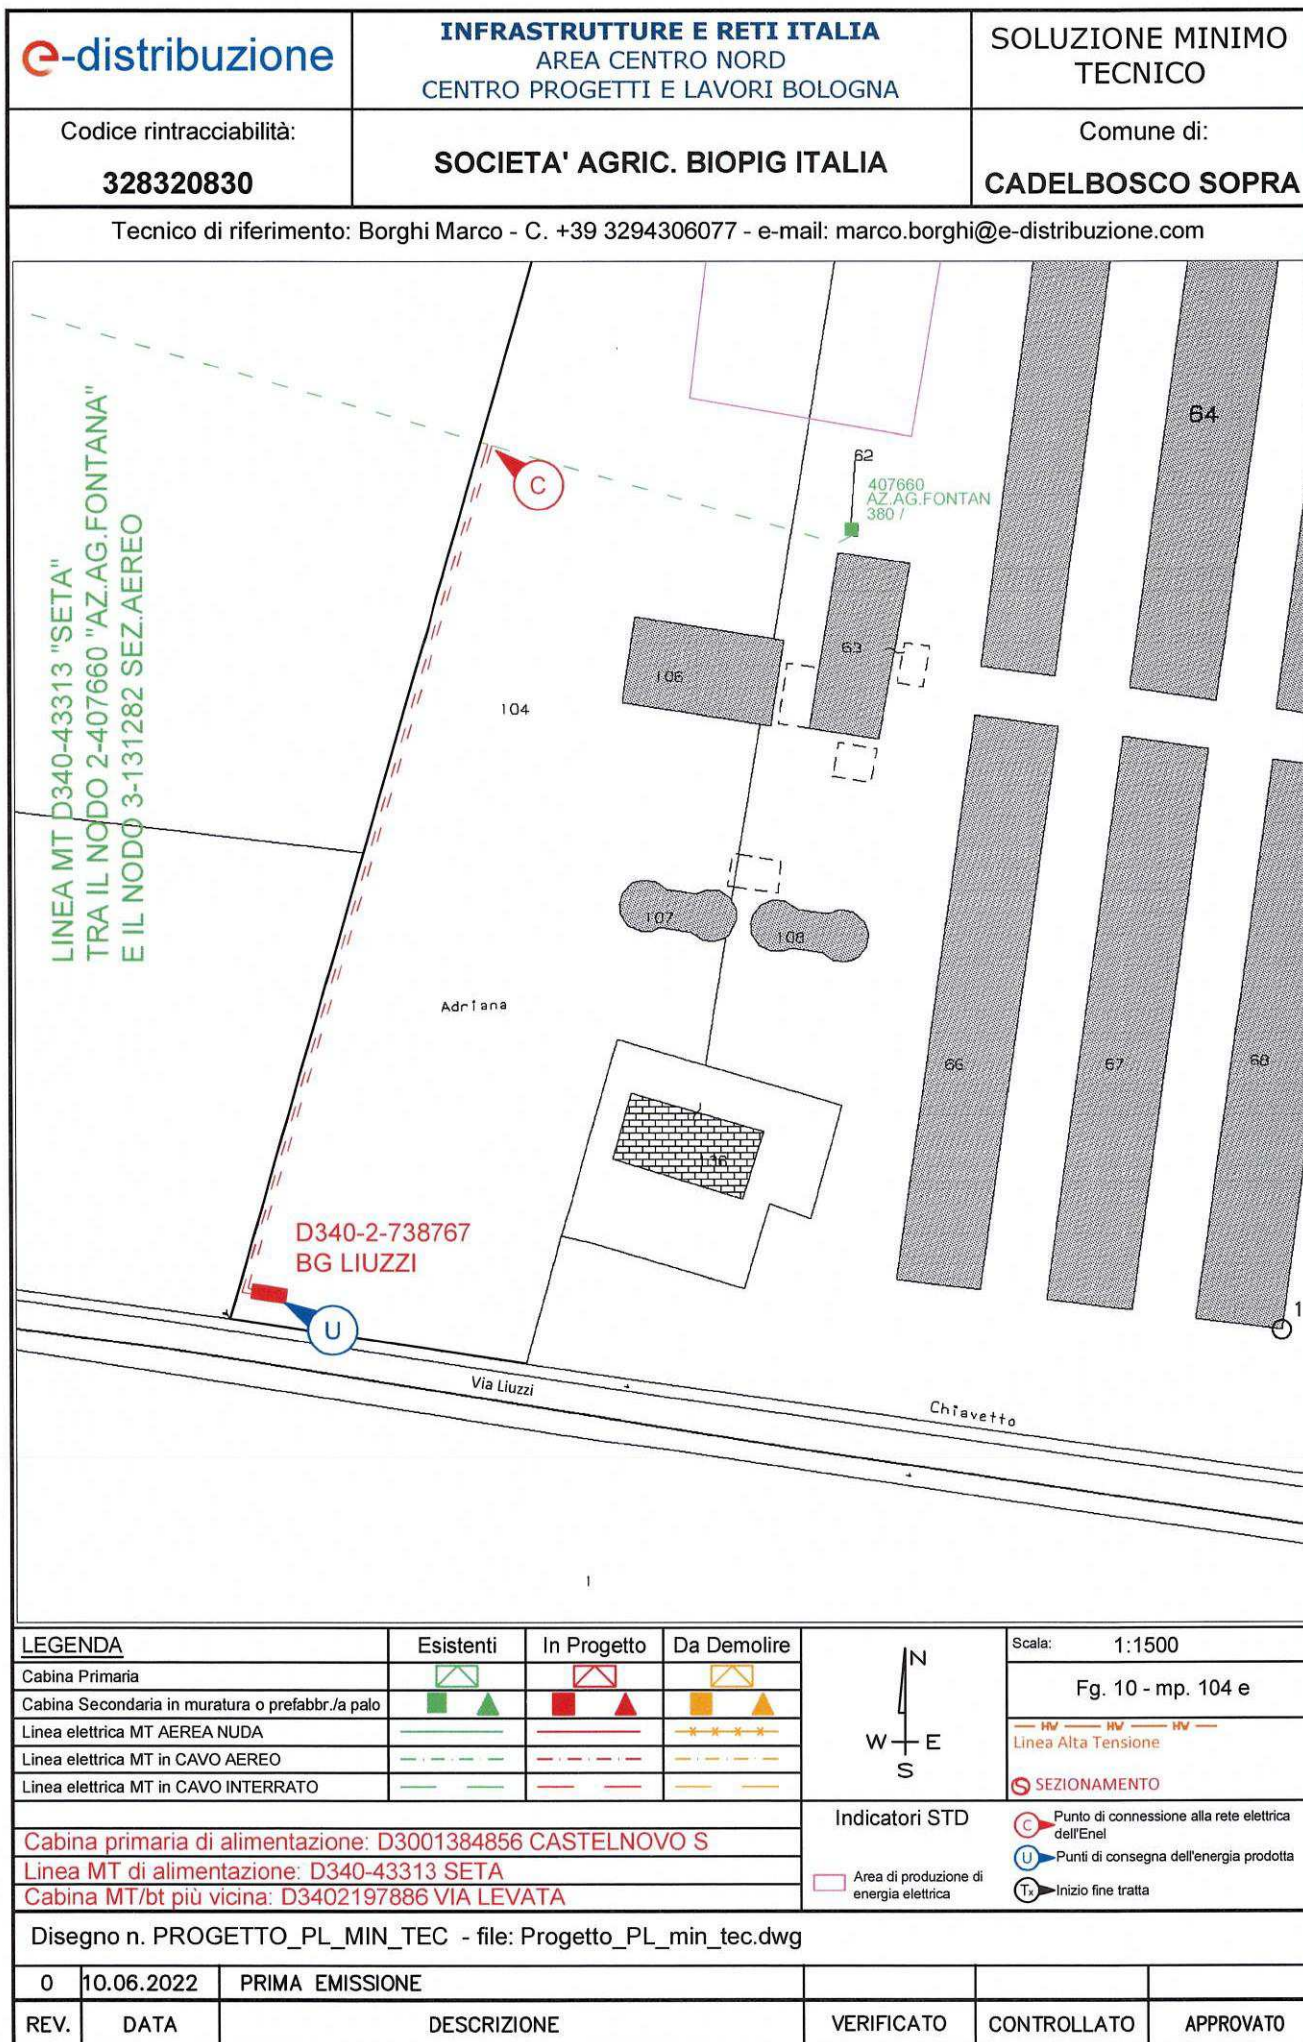 e-distribuzione
INFRASTRUTTURE E RETI ITALIA
AREA CENTRO NORD
CENTRO PROGETTI E LAVORI BOLOGNA
SOLUZIONE MINIMO
TECNICO
Codice rintracciabilità:
328320830
SOCIETA' AGRIC. BIOPIG ITALIA
Comune di:
CADELBOSCO SOPRA
Tecnico di riferimento: Borghi Marco - C. +39 3294306077 - e-mail: marco.borghi@e-distribuzione.com
LINEA MT D340-43313 "SETA"
TRA IL NODO 2-407660 "AZ.AG.FONTANA"
E IL NODO 3-131282 SEZ.AEREO
C
62
407660
AZ.AG.FONTAN
380 /
64
63
106
104
107
108
Adriana
66
67
68
136
D340-2-738767
BG LIUZZI
U
1
Via Liuzzi
Chiavetto
1
LEGENDA
Esistenti
In Progetto
Da Demolire
Cabina Primaria
Cabina Secondaria in muratura o prefabbr./a palo
Linea elettrica MT AEREA NUDA
Linea elettrica MT in CAVO AEREO
Linea elettrica MT in CAVO INTERRATO
N
W E
S
Scala: 1:1500
Fg. 10 - mp. 104 e
HV HV HV
Linea Alta Tensione
S SEZIONAMENTO
Cabina primaria di alimentazione: D3001384856 CASTELNOVO S
Linea MT di alimentazione: D340-43313 SETA
Cabina MT/bt più vicina: D3402197886 VIA LEVATA
Indicatori STD
Area di produzione di
energia elettrica
C Punto di connessione alla rete elettrica
dell'Enel
U Punti di consegna dell'energia prodotta
Tx Inizio fine tratta
Disegno n. PROGETTO_PL_MIN_TEC - file: Progetto_PL_min_tec.dwg
0 10.06.2022 PRIMA EMISSIONE
REV. DATA DESCRIZIONE VERIFICATO CONTROLLATO APPROVATO